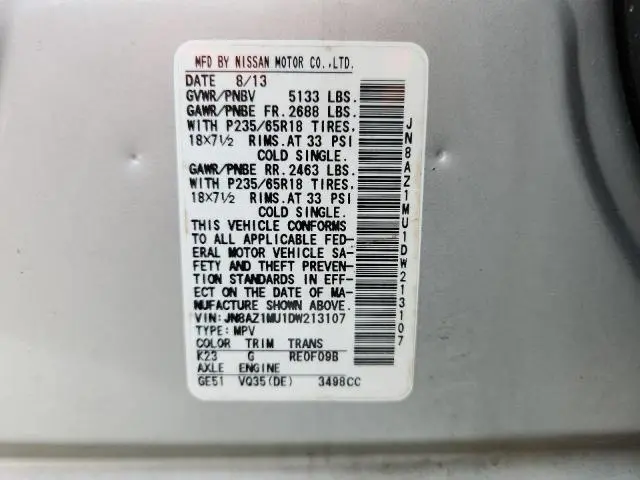 MFD BY NISSAN MOTOR CO.,LTD.
DATE 8/13
GVWR/PNBV 5133 LBS.
GAWR/PNBE FR. 2688 LBS.
WITH P235/65R18 TIRES,
18X7½ RIMS.AT 33 PSI
COLD SINGLE.
GAWR/PNBE RR. 2463 LBS.
WITH P235/65R18 TIRES,
18X7½ RIMS.AT 33 PSI
COLD SINGLE.
THIS VEHICLE CONFORMS
TO ALL APPLICABLE FED-
ERAL MOTOR VEHICLE SA-
FETY AND THEFT PREVEN-
TION STANDARDS IN EFF-
ECT ON THE DATE OF MA-
NUFACTURE SHOWN ABOVE.
VIN:JN8AZ1MU1DW213107
TYPE:MPV
COLOR TRIM TRANS
K23 G RE0F09B
AXLE ENGINE
GE51 VQ35(DE) 3498CC
JN8AZ1MU1DW213107